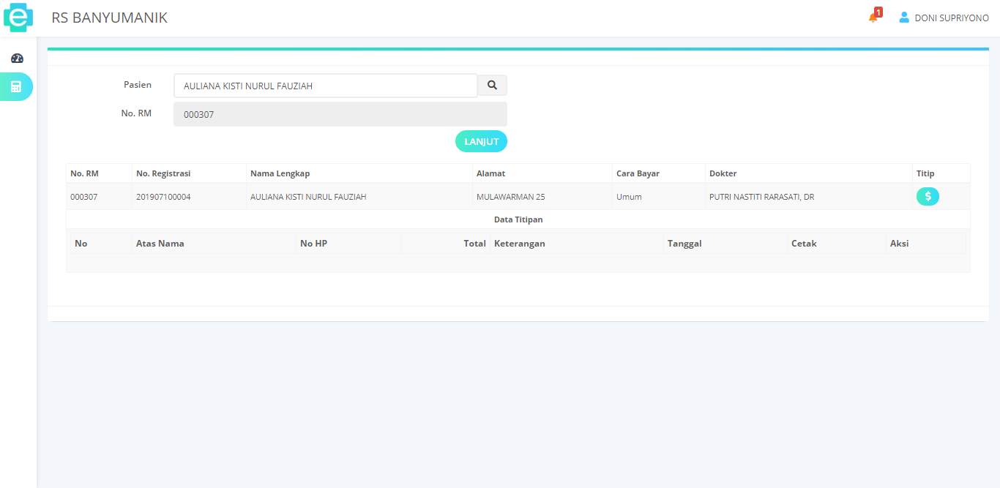 e RS BANYUMANIK 1 DONI SUPRIYONO
Pasien AULIANA KISTI NURUL FAUZIAH
No. RM 000307
LANJUT
No. RM No. Registrasi Nama Lengkap Alamat Cara Bayar Dokter Titip
000307 201907100004 AULIANA KISTI NURUL FAUZIAH MULAWARMAN 25 Umum PUTRI NASTITI RARASATI, DR $
Data Titipan
No Atas Nama No HP Total Keterangan Tanggal Cetak Aksi